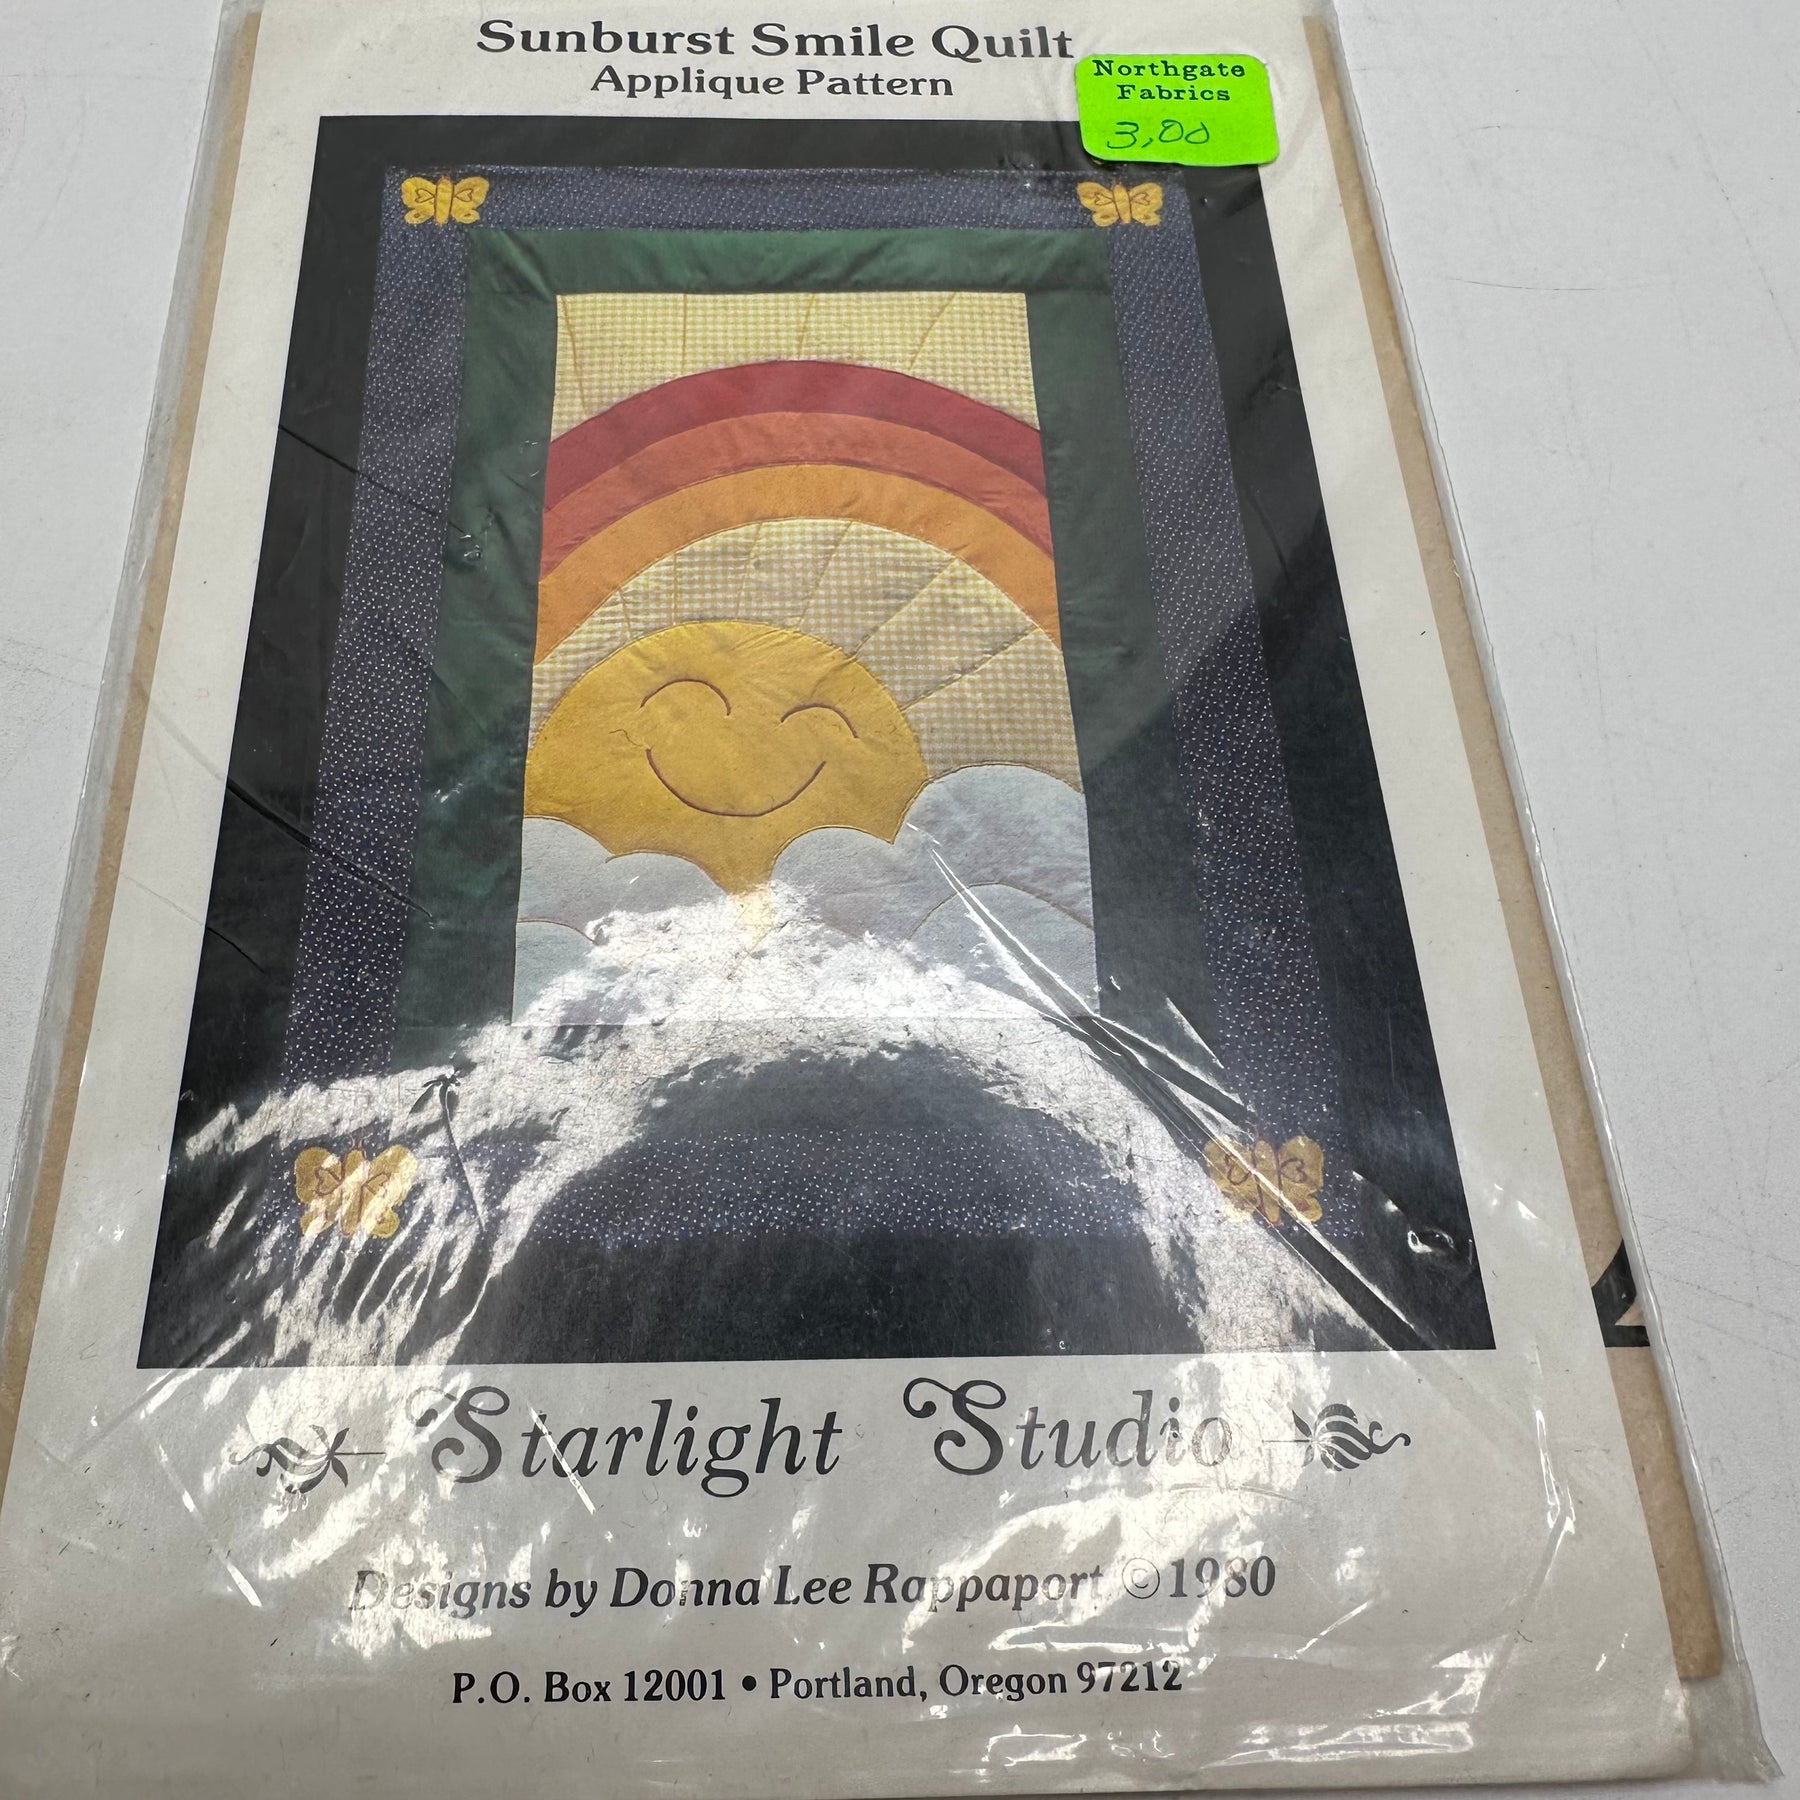 Sunburst Smile Quilt
Applique Pattern
Northgate
Fabrics
3,00
Starlight Studio
Designs by Donna Lee Rappaport ©1980
P.O. Box 12001 • Portland, Oregon 97212